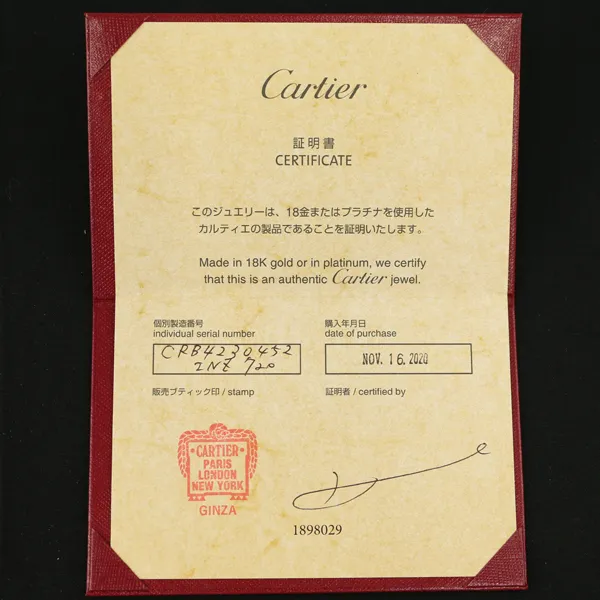 Cartier
証明書
CERTIFICATE
このジュエリーは、18金またはプラチナを使用した
カルティエの製品であることを証明いたします。
Made in 18K gold or in platinum, we certify
that this is an authentic Cartier jewel.
個別製造番号
individual serial number
CRB4230452
購入年月日
date of purchase
NOV. 16. 2020
販売ブティック印 / stamp
証明者 / certified by
CARTIER
PARIS
LONDON
NEW YORK
GINZA
1898029